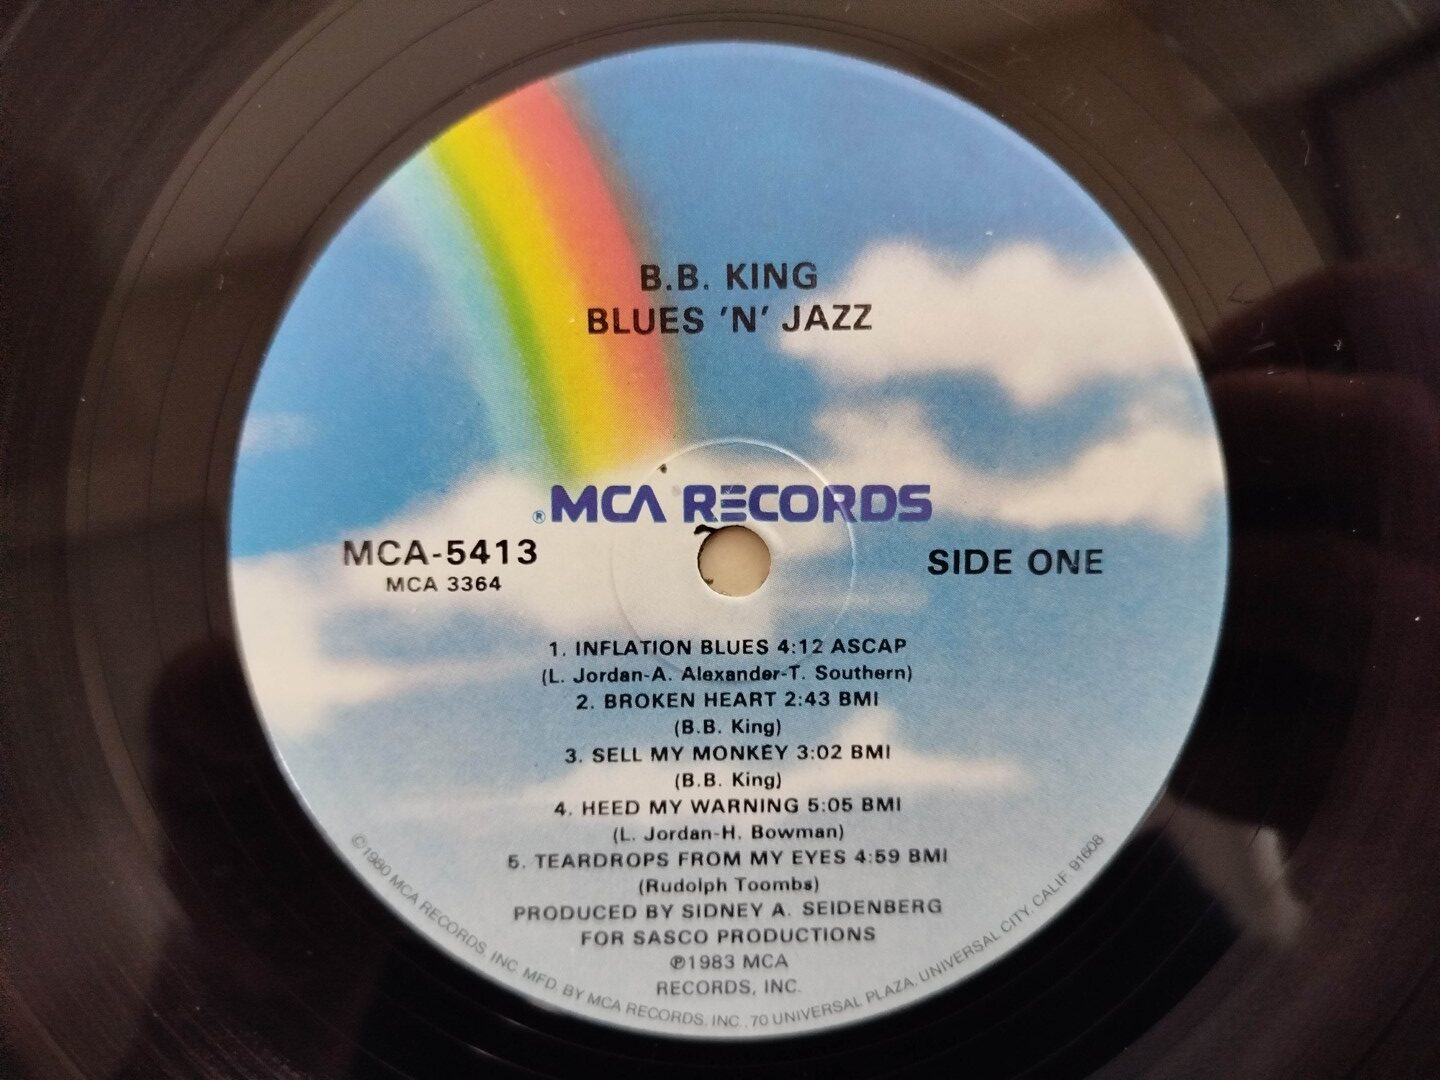 B.B. KING
BLUES 'N' JAZZ
®MCA RECORDS
MCA-5413
MCA 3364
SIDE ONE
1. INFLATION BLUES 4:12 ASCAP
(L. Jordan-A. Alexander-T. Southern)
2. BROKEN HEART 2:43 BMI
(B.B. King)
3. SELL MY MONKEY 3:02 BMI
(B.B. King)
4. HEED MY WARNING 5:05 BMI
(L. Jordan-H. Bowman)
5. TEARDROPS FROM MY EYES 4:59 BMI
(Rudolph Toombs)
PRODUCED BY SIDNEY A. SEIDENBERG
FOR SASCO PRODUCTIONS
℗1983 MCA
RECORDS, INC.
©1980 MCA RECORDS, INC. MFD. BY MCA RECORDS, INC., 70 UNIVERSAL PLAZA, UNIVERSAL CITY, CALIF. 91608